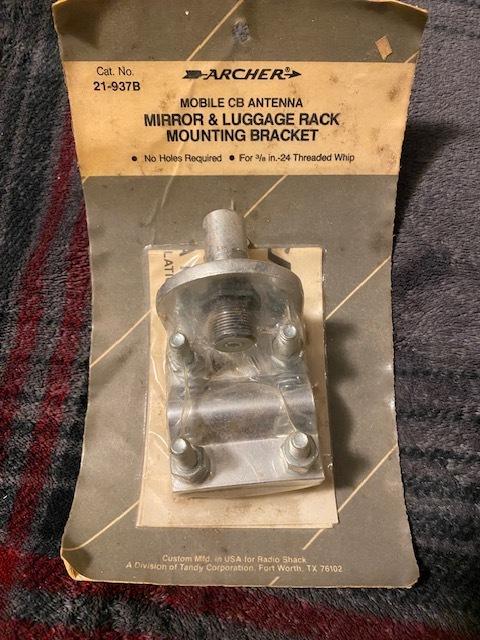 Cat. No.
21-937B
ARCHER®
MOBILE CB ANTENNA
MIRROR & LUGGAGE RACK
MOUNTING BRACKET
• No Holes Required • For 3/8 in.-24 Threaded Whip
LATI
Custom Mfd. in USA for Radio Shack
A Division of Tandy Corporation, Fort Worth, TX 76102